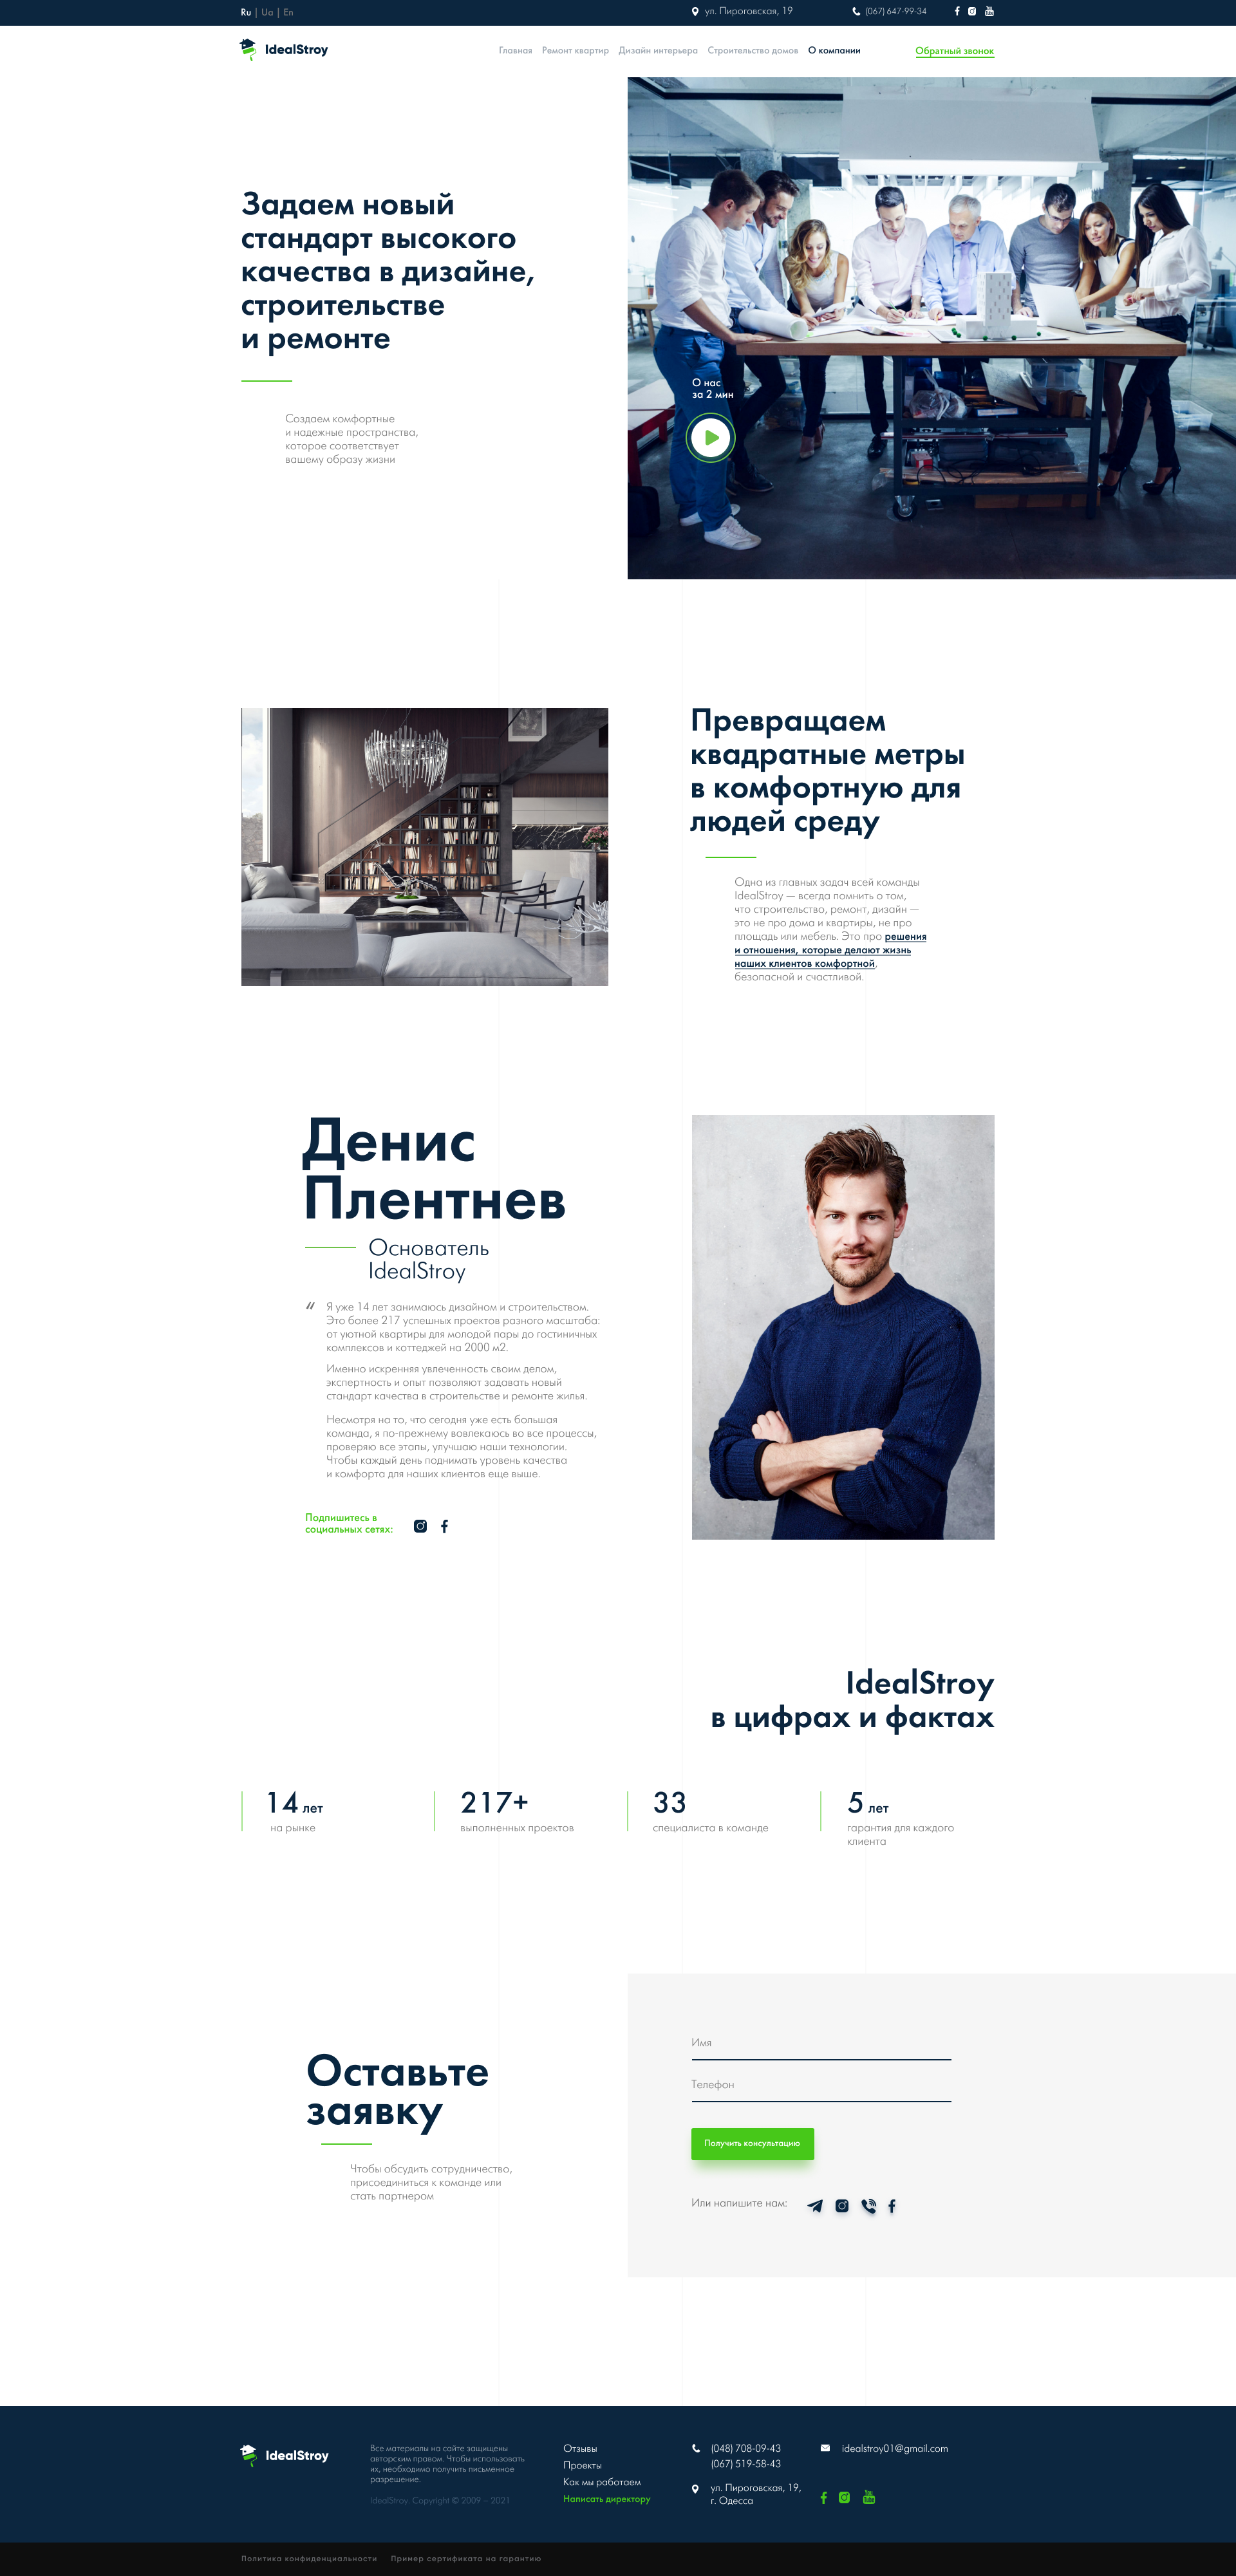 Ru | Ua | En
ул. Пироговская, 19
(067) 647-99-34
IdealStroy
Главная Ремонт квартир Дизайн интерьера Строительство домов О компании
Обратный звонок
Задаем новый
стандарт высокого
качества в дизайне,
строительстве
и ремонте
Создаем комфортные
и надежные пространства,
которое соответствует
вашему образу жизни
О нас
за 2 мин
Превращаем
квадратные метры
в комфортную для
людей среду
Одна из главных задач всей команды
IdealStroy — всегда помнить о том,
что строительство, ремонт, дизайн —
это не про дома и квартиры, не про
площадь или мебель. Это про решения
и отношения, которые делают жизнь
наших клиентов комфортной,
безопасной и счастливой.
Денис
Плентнев
Основатель
IdealStroy
Я уже 14 лет занимаюсь дизайном и строительством.
Это более 217 успешных проектов разного масштаба:
от уютной квартиры для молодой пары до гостиничных
комплексов и коттеджей на 2000 м2.
Именно искренняя увлеченность своим делом,
экспертность и опыт позволяют задавать новый
стандарт качества в строительстве и ремонте жилья.
Несмотря на то, что сегодня уже есть большая
команда, я по-прежнему вовлекаюсь во все процессы,
проверяю все этапы, улучшаю наши технологии.
Чтобы каждый день поднимать уровень качества
и комфорта для наших клиентов еще выше.
Подпишитесь в
социальных сетях:
IdealStroy
в цифрах и фактах
14 лет
на рынке
217+
выполненных проектов
33
специалиста в команде
5 лет
гарантия для каждого
клиента
Оставьте
заявку
Чтобы обсудить сотрудничество,
присоединиться к команде или
стать партнером
Имя
Телефон
Получить консультацию
Или напишите нам:
IdealStroy
Все материалы на сайте защищены
авторским правом. Чтобы использовать
их, необходимо получить письменное
разрешение.
IdealStroy. Copyright © 2009 – 2021
Отзывы
Проекты
Как мы работаем
Написать директору
(048) 708-09-43
(067) 519-58-43
ул. Пироговская, 19,
г. Одесса
idealstroy01@gmail.com
Политика конфиденциальности Пример сертификата на гарантию